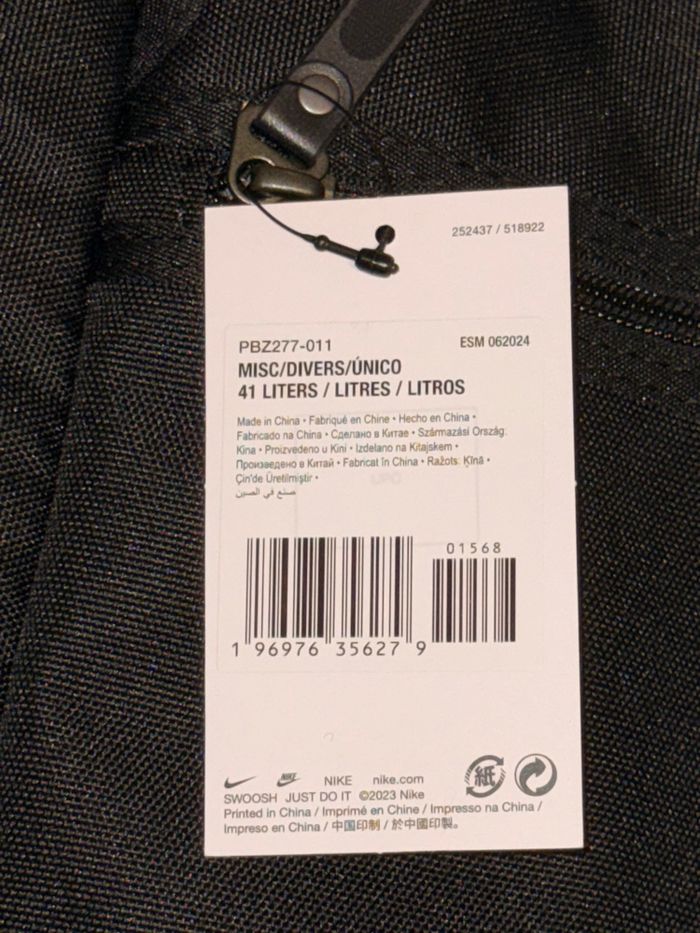 252437 / 518922
PBZ277-011
ESM 062024
MISC/DIVERS/ÚNICO
41 LITERS / LITRES / LITROS
Made in China • Fabriqué en Chine • Hecho en China •
Fabricado na China • Сделано в Китае • Származási Ország:
Kína • Proizvedeno u Kini • Izdelano na Kitajskem •
Произведено в Китай • Fabricat în China • Ražots: Ķīnā •
Çin'de Üretilmiştir •
صنع في الصين
UPC
01568
1 96976 35627 9
NIKE NIKE nike.com
紙
SWOOSH JUST DO IT ©2023 Nike
Printed in China / Imprimé en Chine / Impresso na China /
Impreso en China / 中国印制 / 於中國印製。